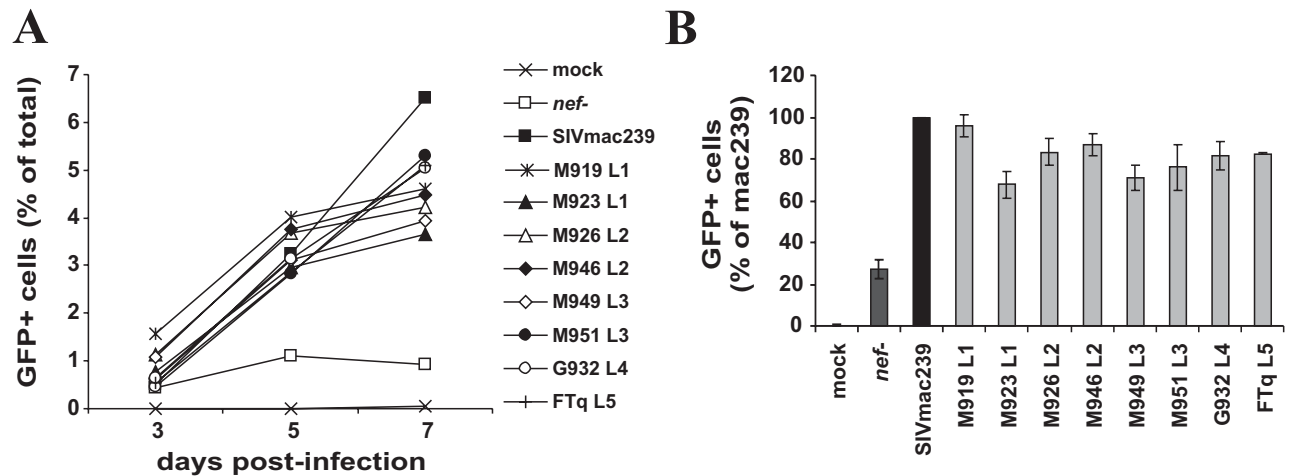 A
GFP+ cells (% of total)
7
6
5
4
3
2
1
0
3 5 7
days post-infection
mock
nef-
SIVmac239
M919 L1
M923 L1
M926 L2
M946 L2
M949 L3
M951 L3
G932 L4
FTq L5
B
GFP+ cells
(% of mac239)
120
100
80
60
40
20
0
mock
nef-
SIVmac239
M919 L1
M923 L1
M926 L2
M946 L2
M949 L3
M951 L3
G932 L4
FTq L5